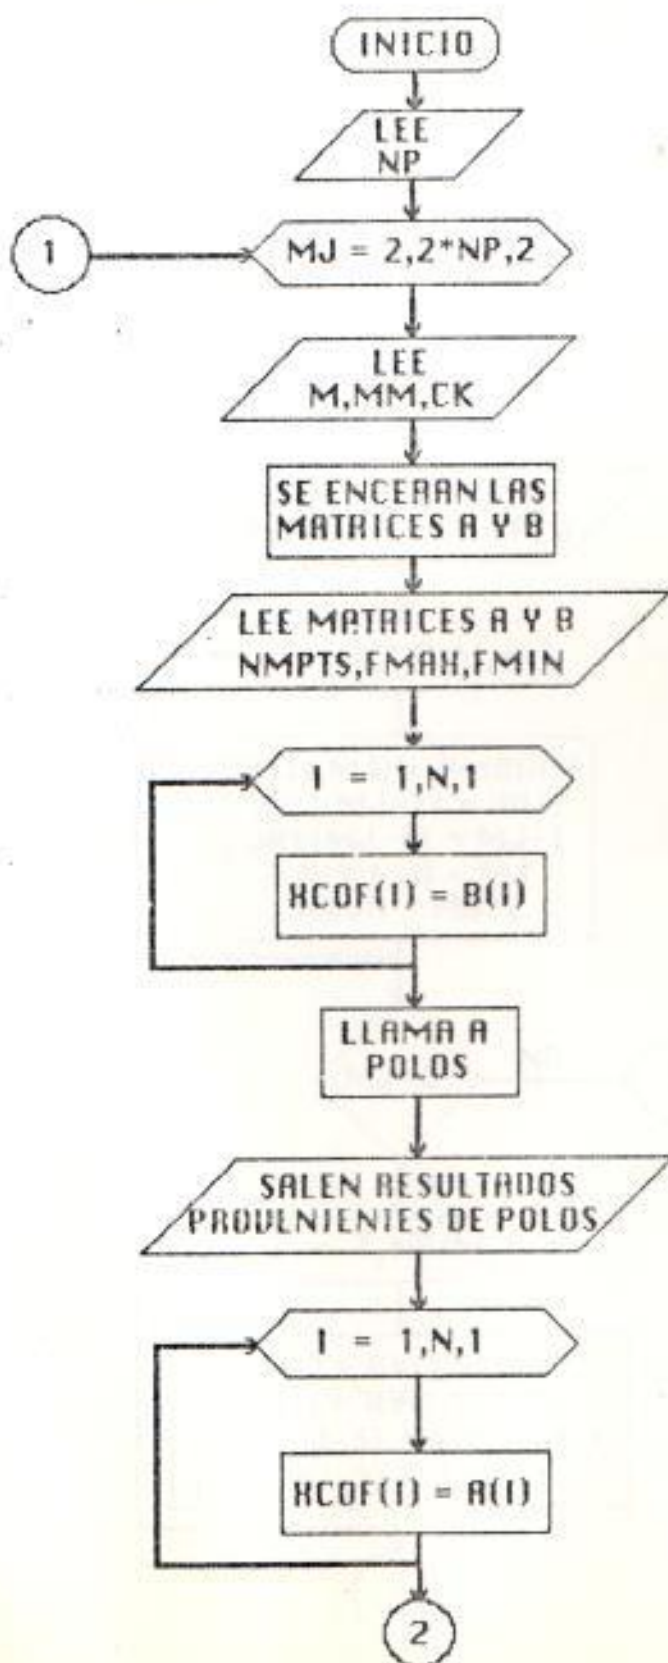 INICIO
LEE
NP
1
MJ = 2,2*NP,2
LEE
M,MM,CK
SE ENCERAN LAS
MATRICES A Y B
LEE MATRICES A Y B
NMPTS,FMAX,FMIN
I = 1,N,1
XCOF(I) = B(I)
LLAMA A
POLOS
SALEN RESULTADOS
PROVENIENTES DE POLOS
I = 1,N,1
XCOF(I) = A(I)
2